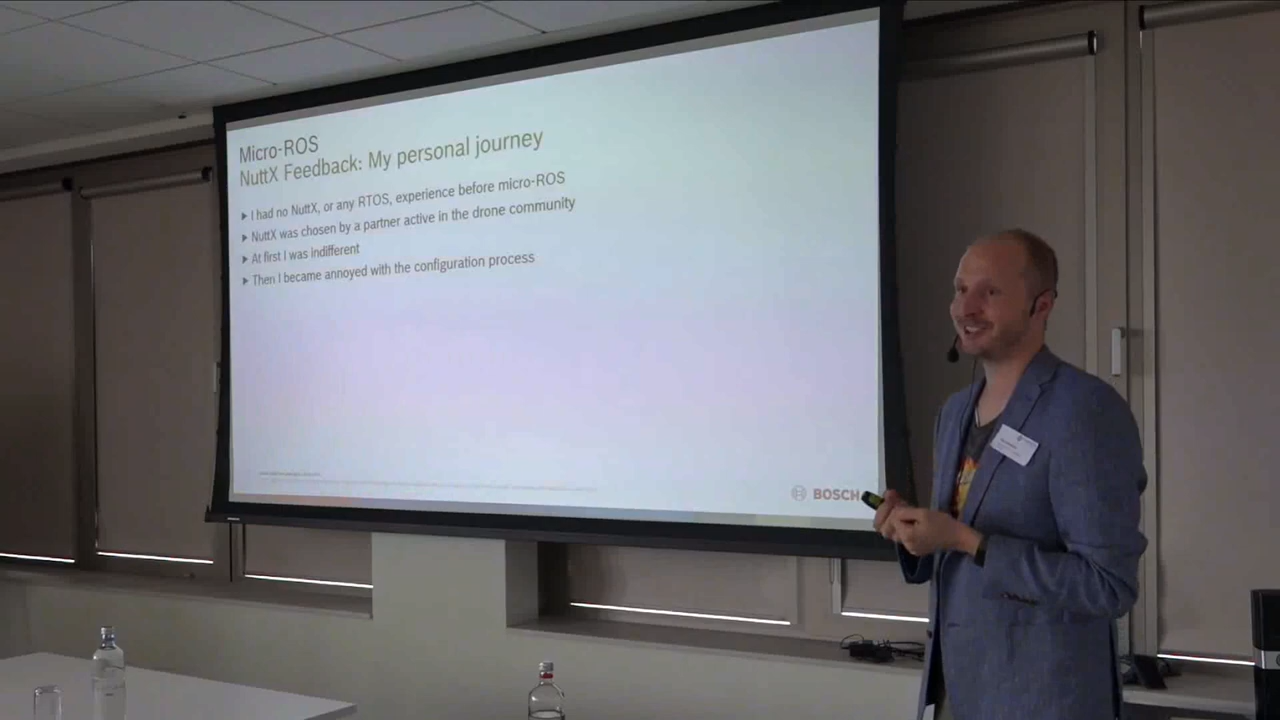 Micro-ROS
NuttX Feedback: My personal journey
I had no NuttX, or any RTOS, experience before micro-ROS
NuttX was chosen by a partner active in the drone community
At first I was indifferent
Then I became annoyed with the configuration process
BOSCH